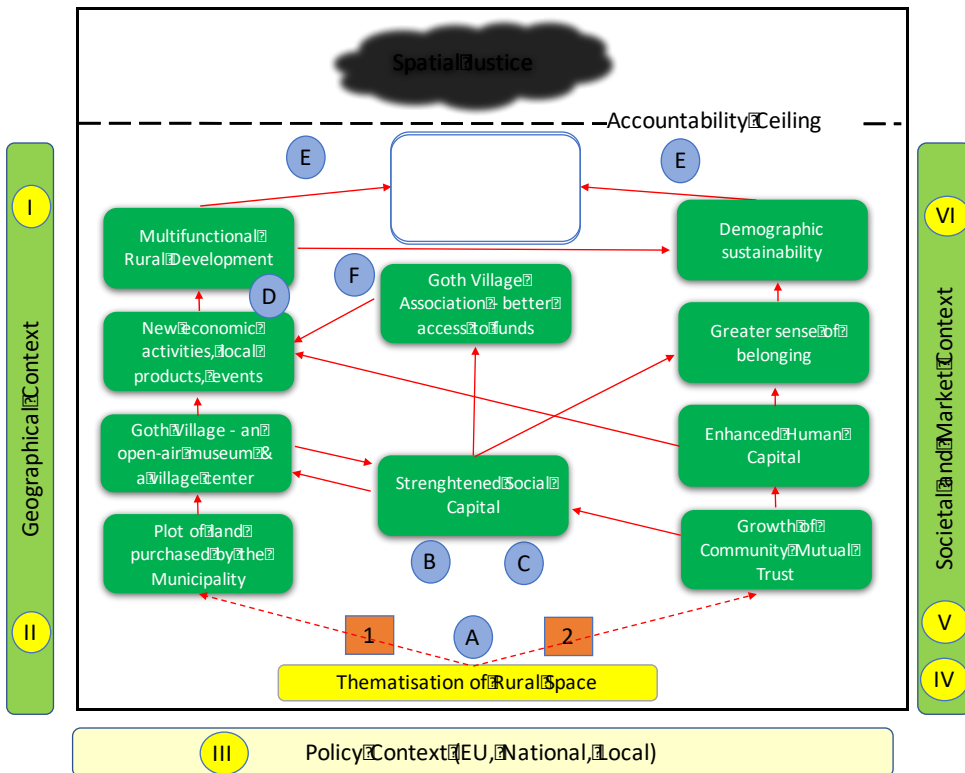 Spatial Justice
Accountability Ceiling
E
E
I
VI
Multifunctional
Rural Development
Demographic
sustainability
F
Goth Village
Association - better
access to funds
D
New economic
activities, local
products, events
Greater sense of
belonging
Geographical Context
Societal and Market Context
Goth Village - an
open-air museum &
a village center
Enhanced Human
Capital
Strenghtened Social
Capital
Plot of land
purchased by the
Municipality
Growth of
Community Mutual
Trust
B
C
II
1
A
2
V
Thematisation of Rural Space
IV
III
Policy Context (EU, National, Local)